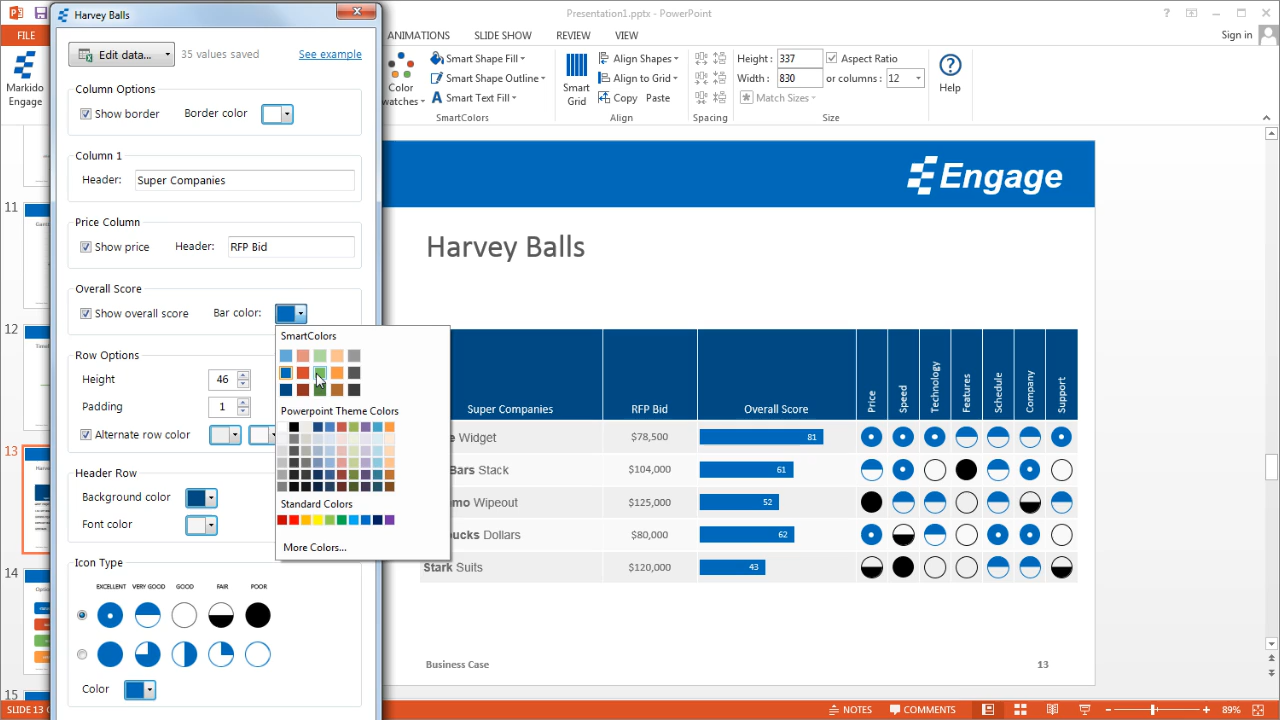 Harvey Balls
Presentation1.pptx - PowerPoint
FILE
ANIMATIONS
SLIDE SHOW
REVIEW
VIEW
Sign in
Edit data...
35 values saved
See example
Markido
Engage
Color
watches
Smart Shape Fill
Smart Shape Outline
Smart Text Fill
SmartColors
Smart
Grid
Align Shapes
Align to Grid
Copy
Paste
Align
Spacing
Height :
337
Width :
830
Aspect Ratio
or columns :
12
Match Sizes
Size
Help
Column Options
Show border
Border color
Column 1
Header:
Super Companies
Price Column
Show price
Header:
RFP Bid
Overall Score
Show overall score
Bar color:
SmartColors
Powerpoint Theme Colors
Standard Colors
More Colors...
Row Options
Height
46
Padding
1
Alternate row color
Header Row
Background color
Font color
Icon Type
EXCELLENT
VERY GOOD
GOOD
FAIR
POOR
Color
11
12
13
14
15
Engage
Harvey Balls
Super Companies
RFP Bid
Overall Score
Price
Speed
Technology
Features
Schedule
Company
Support
Widget
$78,500
81
Bars Stack
$104,000
61
Wipeout
$125,000
52
Dollars
$80,000
62
Stark Suits
$120,000
43
Business Case
13
SLIDE 13
NOTES
COMMENTS
89%